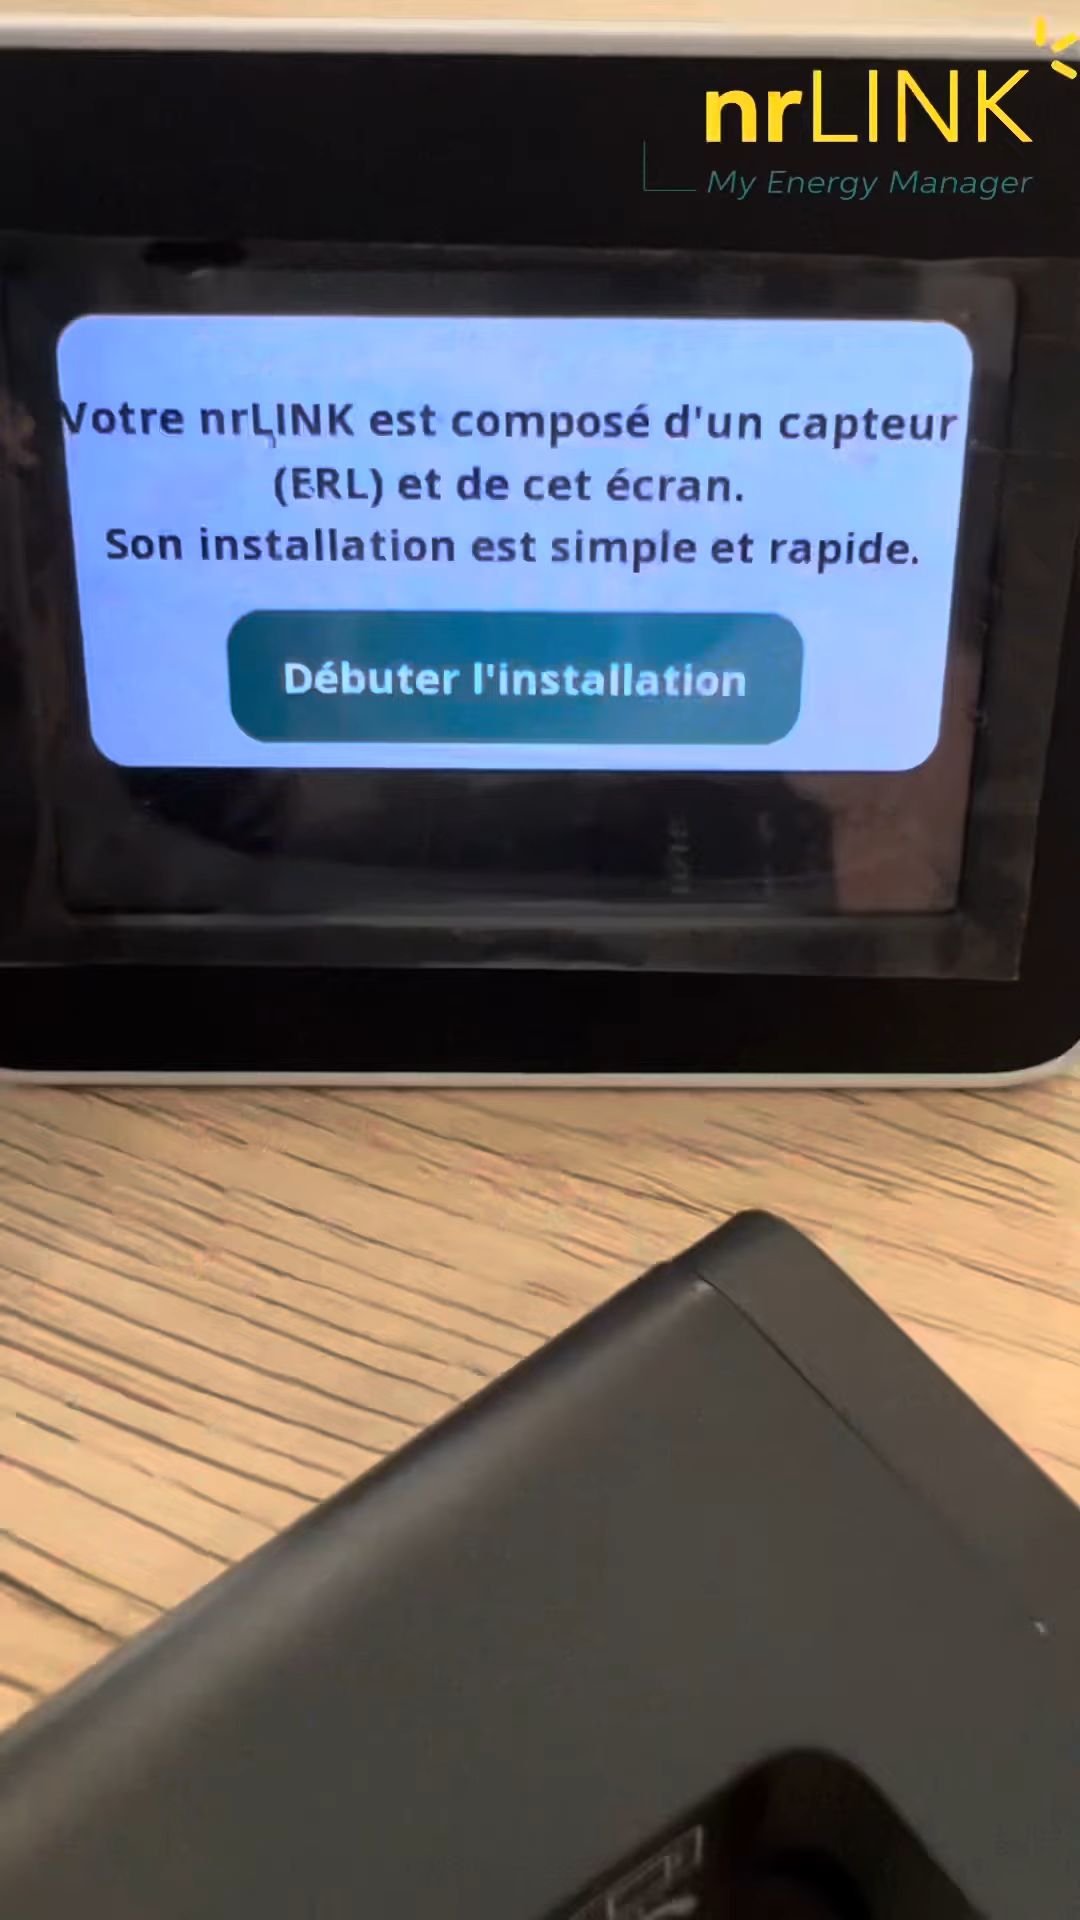 nrLINK
My Energy Manager
Votre nrLINK est composé d'un capteur
(ERL) et de cet écran.
Son installation est simple et rapide.
Débuter l'installation